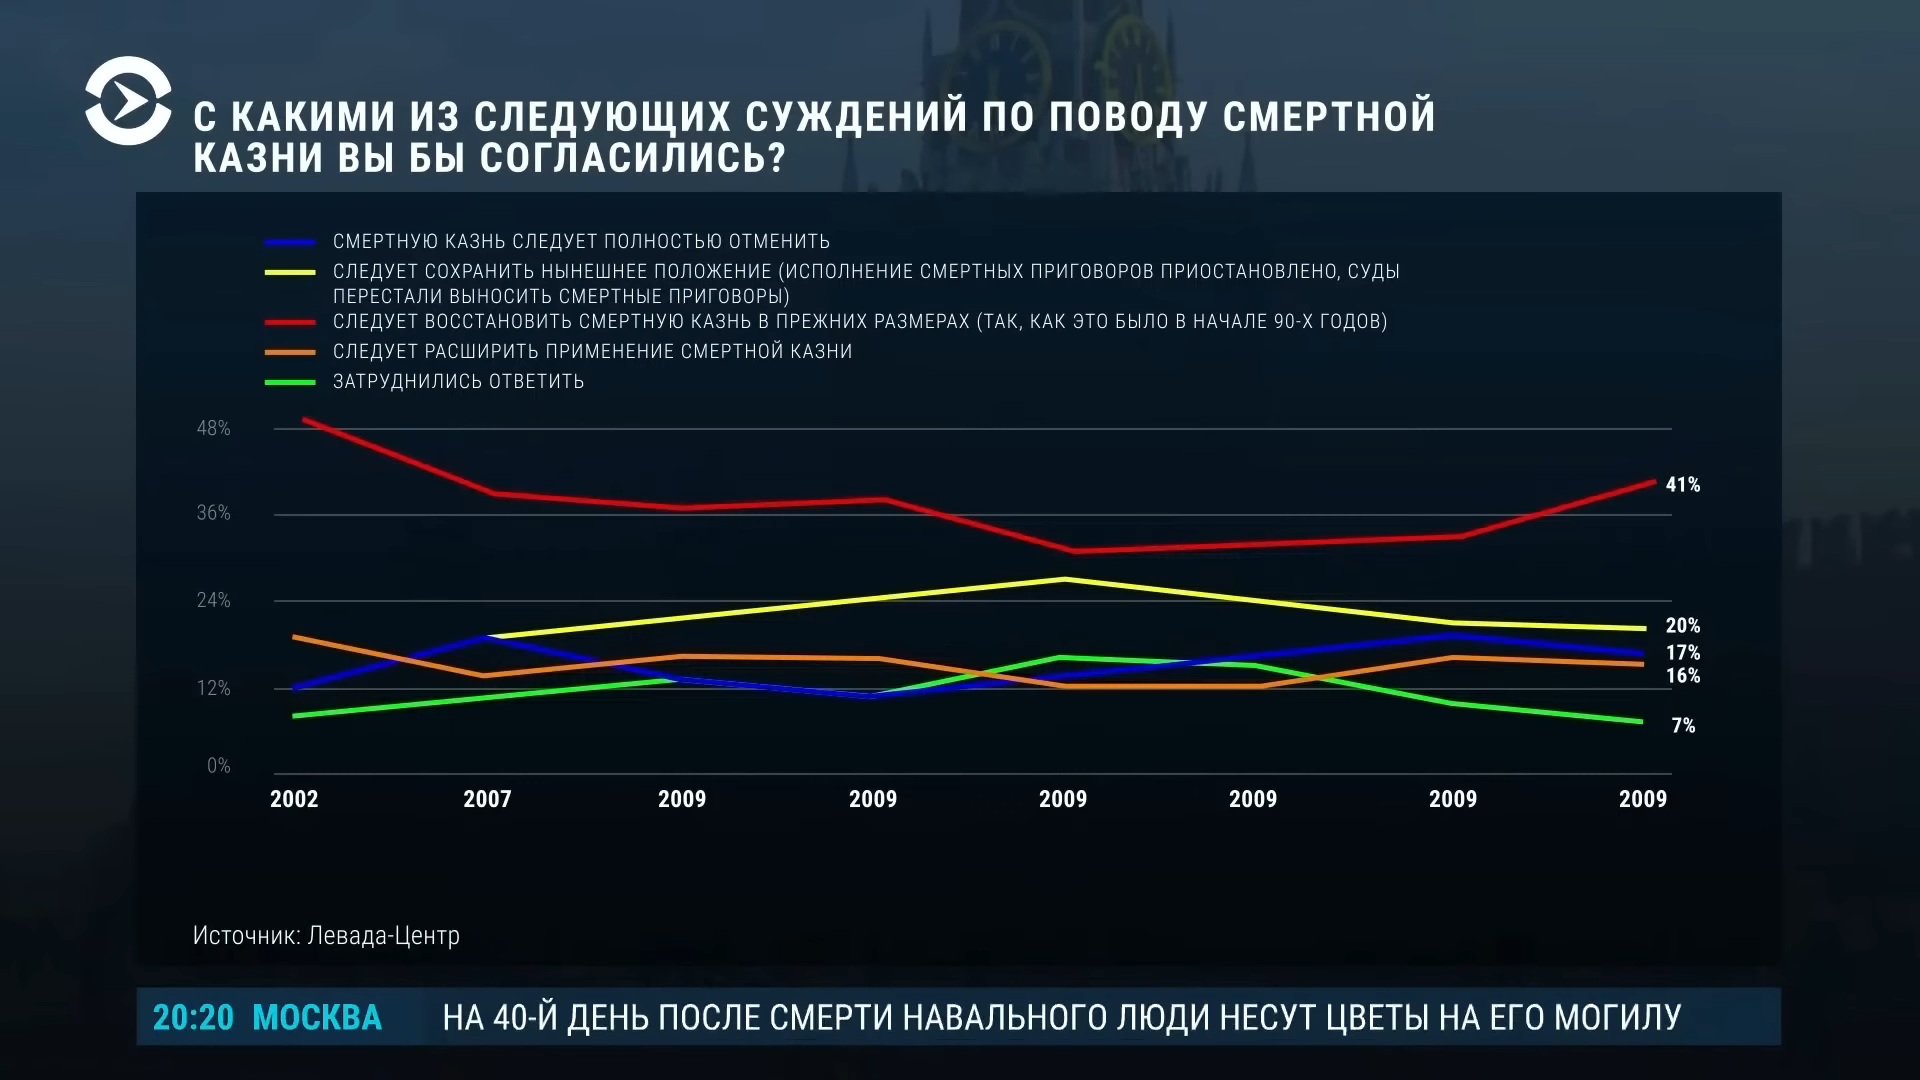 С КАКИМИ ИЗ СЛЕДУЮЩИХ СУЖДЕНИЙ ПО ПОВОДУ СМЕРТНОЙ
КАЗНИ ВЫ БЫ СОГЛАСИЛИСЬ?
СМЕРТНУЮ КАЗНЬ СЛЕДУЕТ ПОЛНОСТЬЮ ОТМЕНИТЬ
СЛЕДУЕТ СОХРАНИТЬ НЫНЕШНЕЕ ПОЛОЖЕНИЕ (ИСПОЛНЕНИЕ СМЕРТНЫХ ПРИГОВОРОВ ПРИОСТАНОВЛЕНО, СУДЫ
ПЕРЕСТАЛИ ВЫНОСИТЬ СМЕРТНЫЕ ПРИГОВОРЫ)
СЛЕДУЕТ ВОССТАНОВИТЬ СМЕРТНУЮ КАЗНЬ В ПРЕЖНИХ РАЗМЕРАХ (ТАК, КАК ЭТО БЫЛО В НАЧАЛЕ 90-Х ГОДОВ)
СЛЕДУЕТ РАСШИРИТЬ ПРИМЕНЕНИЕ СМЕРТНОЙ КАЗНИ
ЗАТРУДНИЛИСЬ ОТВЕТИТЬ
48%
41%
36%
24%
20%
17%
16%
12%
7%
0%
2002 2007 2009 2009 2009 2009 2009 2009
Источник: Левада-Центр
20:20 МОСКВА НА 40-Й ДЕНЬ ПОСЛЕ СМЕРТИ НАВАЛЬНОГО ЛЮДИ НЕСУТ ЦВЕТЫ НА ЕГО МОГИЛУ